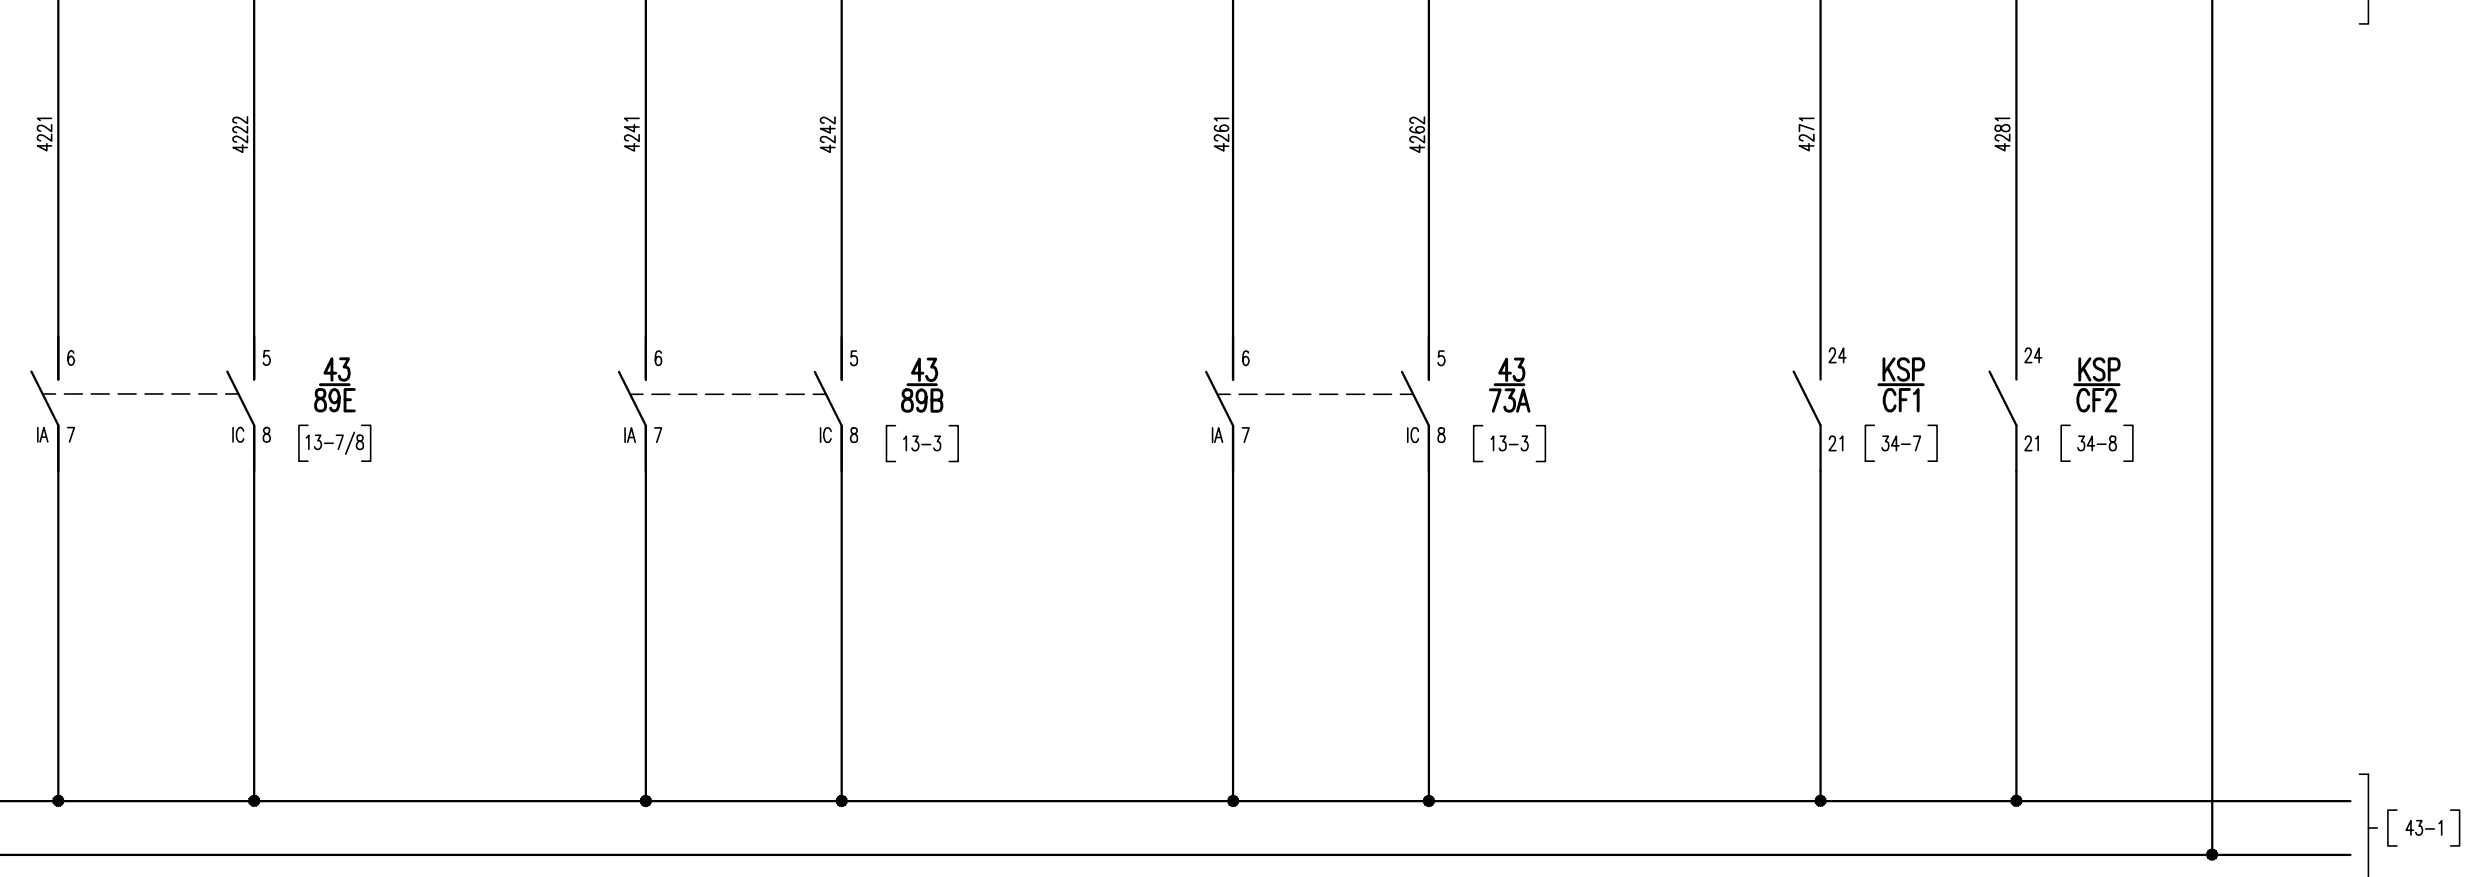 4221
4222
4241
4242
4261
4262
4271
4281
6
5
43
89E
IA
7
IC
8
[13-7/8]
6
5
43
89B
IA
7
IC
8
[13-3]
6
5
43
73A
IA
7
IC
8
[13-3]
24
KSP
CF1
21
[34-7]
24
KSP
CF2
21
[34-8]
[43-1]